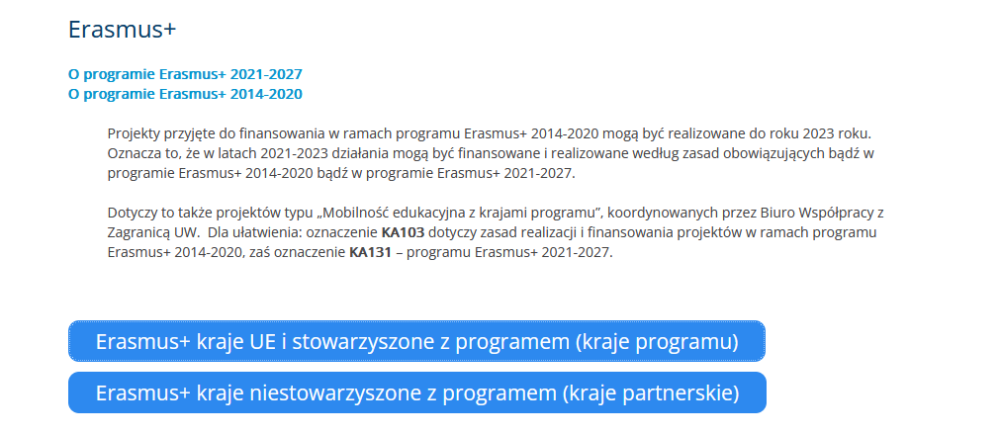 Erasmus+
O programie Erasmus+ 2021-2027
O programie Erasmus+ 2014-2020
Projekty przyjęte do finansowania w ramach programu Erasmus+ 2014-2020 mogą być realizowane do roku 2023 roku.
Oznacza to, że w latach 2021-2023 działania mogą być finansowane i realizowane według zasad obowiązujących bądź w
programie Erasmus+ 2014-2020 bądź w programie Erasmus+ 2021-2027.
Dotyczy to także projektów typu „Mobilność edukacyjna z krajami programu”, koordynowanych przez Biuro Współpracy z
Zagranicą UW.  Dla ułatwienia: oznaczenie KA103 dotyczy zasad realizacji i finansowania projektów w ramach programu
Erasmus+ 2014-2020, zaś oznaczenie KA131 – programu Erasmus+ 2021-2027.
Erasmus+ kraje UE i stowarzyszone z programem (kraje programu)
Erasmus+ kraje niestowarzyszone z programem (kraje partnerskie)